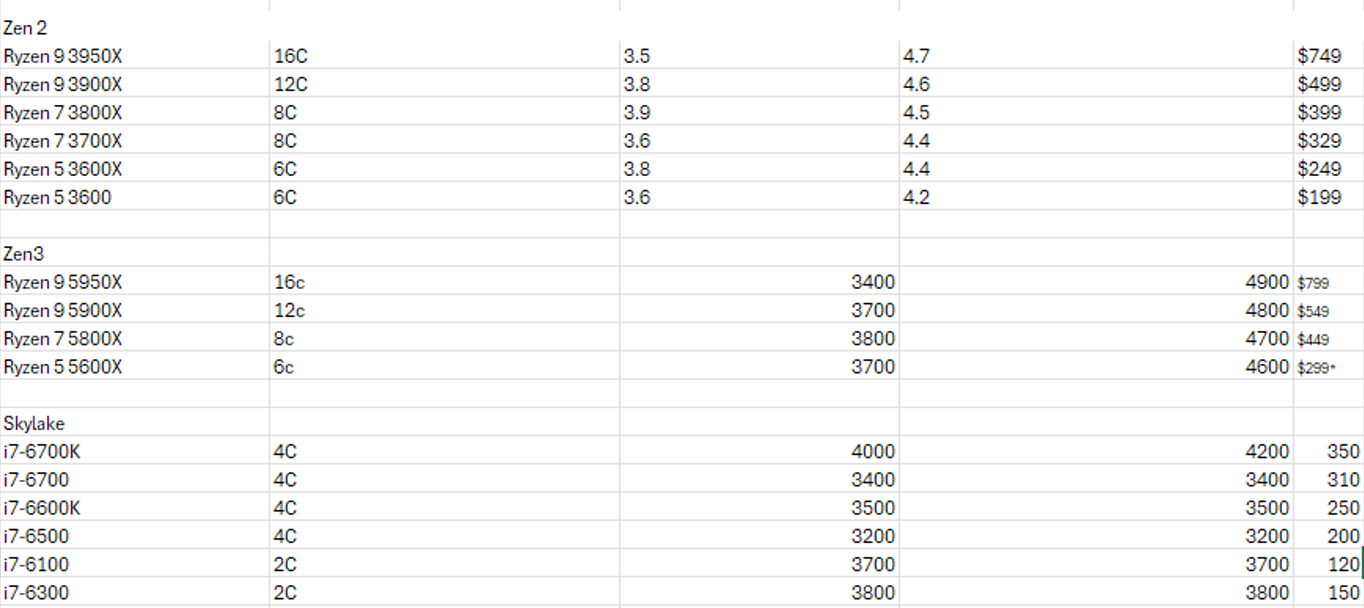 Zen 2
Ryzen 9 3950X 16C 3.5 4.7 $749
Ryzen 9 3900X 12C 3.8 4.6 $499
Ryzen 7 3800X 8C 3.9 4.5 $399
Ryzen 7 3700X 8C 3.6 4.4 $329
Ryzen 5 3600X 6C 3.8 4.4 $249
Ryzen 5 3600 6C 3.6 4.2 $199
Zen3
Ryzen 9 5950X 16c 3400 4900 $799
Ryzen 9 5900X 12c 3700 4800 $549
Ryzen 7 5800X 8c 3800 4700 $449
Ryzen 5 5600X 6c 3700 4600 $299*
Skylake
i7-6700K 4C 4000 4200 350
i7-6700 4C 3400 3400 310
i7-6600K 4C 3500 3500 250
i7-6500 4C 3200 3200 200
i7-6100 2C 3700 3700 120
i7-6300 2C 3800 3800 150